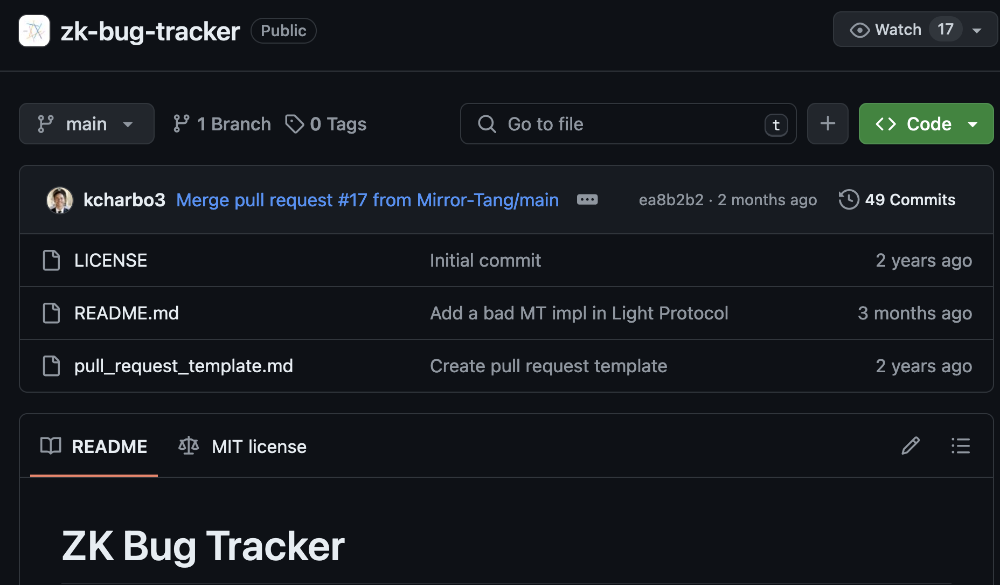 zk-bug-tracker Public Watch 17
main 1 Branch 0 Tags Go to file t Code
kcharbo3 Merge pull request #17 from Mirror-Tang/main ea8b2b2 · 2 months ago 49 Commits
LICENSE Initial commit 2 years ago
README.md Add a bad MT impl in Light Protocol 3 months ago
pull_request_template.md Create pull request template 2 years ago
README MIT license
ZK Bug Tracker